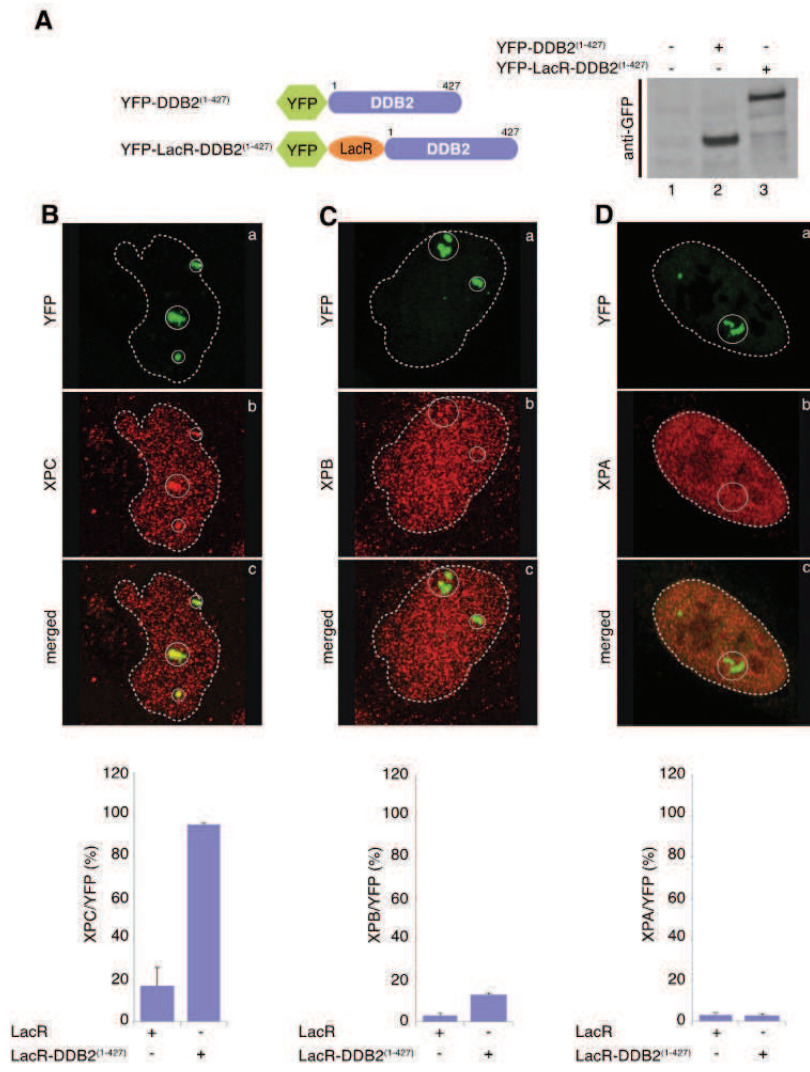 A
YFP-DDB2(1-427) - + -
YFP-LacR-DDB2(1-427) - - +
1 427
YFP-DDB2(1-427) YFP DDB2
1 427
YFP-LacR-DDB2(1-427) YFP LacR DDB2
anti-GFP
1 2 3
B C D
YFP a YFP a YFP a
XPC b XPB b XPA b
merged c merged c merged c
XPC/YFP (%)
120
100
80
60
40
20
0
LacR + -
LacR-DDB2(1-427) - +
XPB/YFP (%)
120
100
80
60
40
20
0
LacR + -
LacR-DDB2(1-427) - +
XPA/YFP (%)
120
100
80
60
40
20
0
LacR + -
LacR-DDB2(1-427) - +